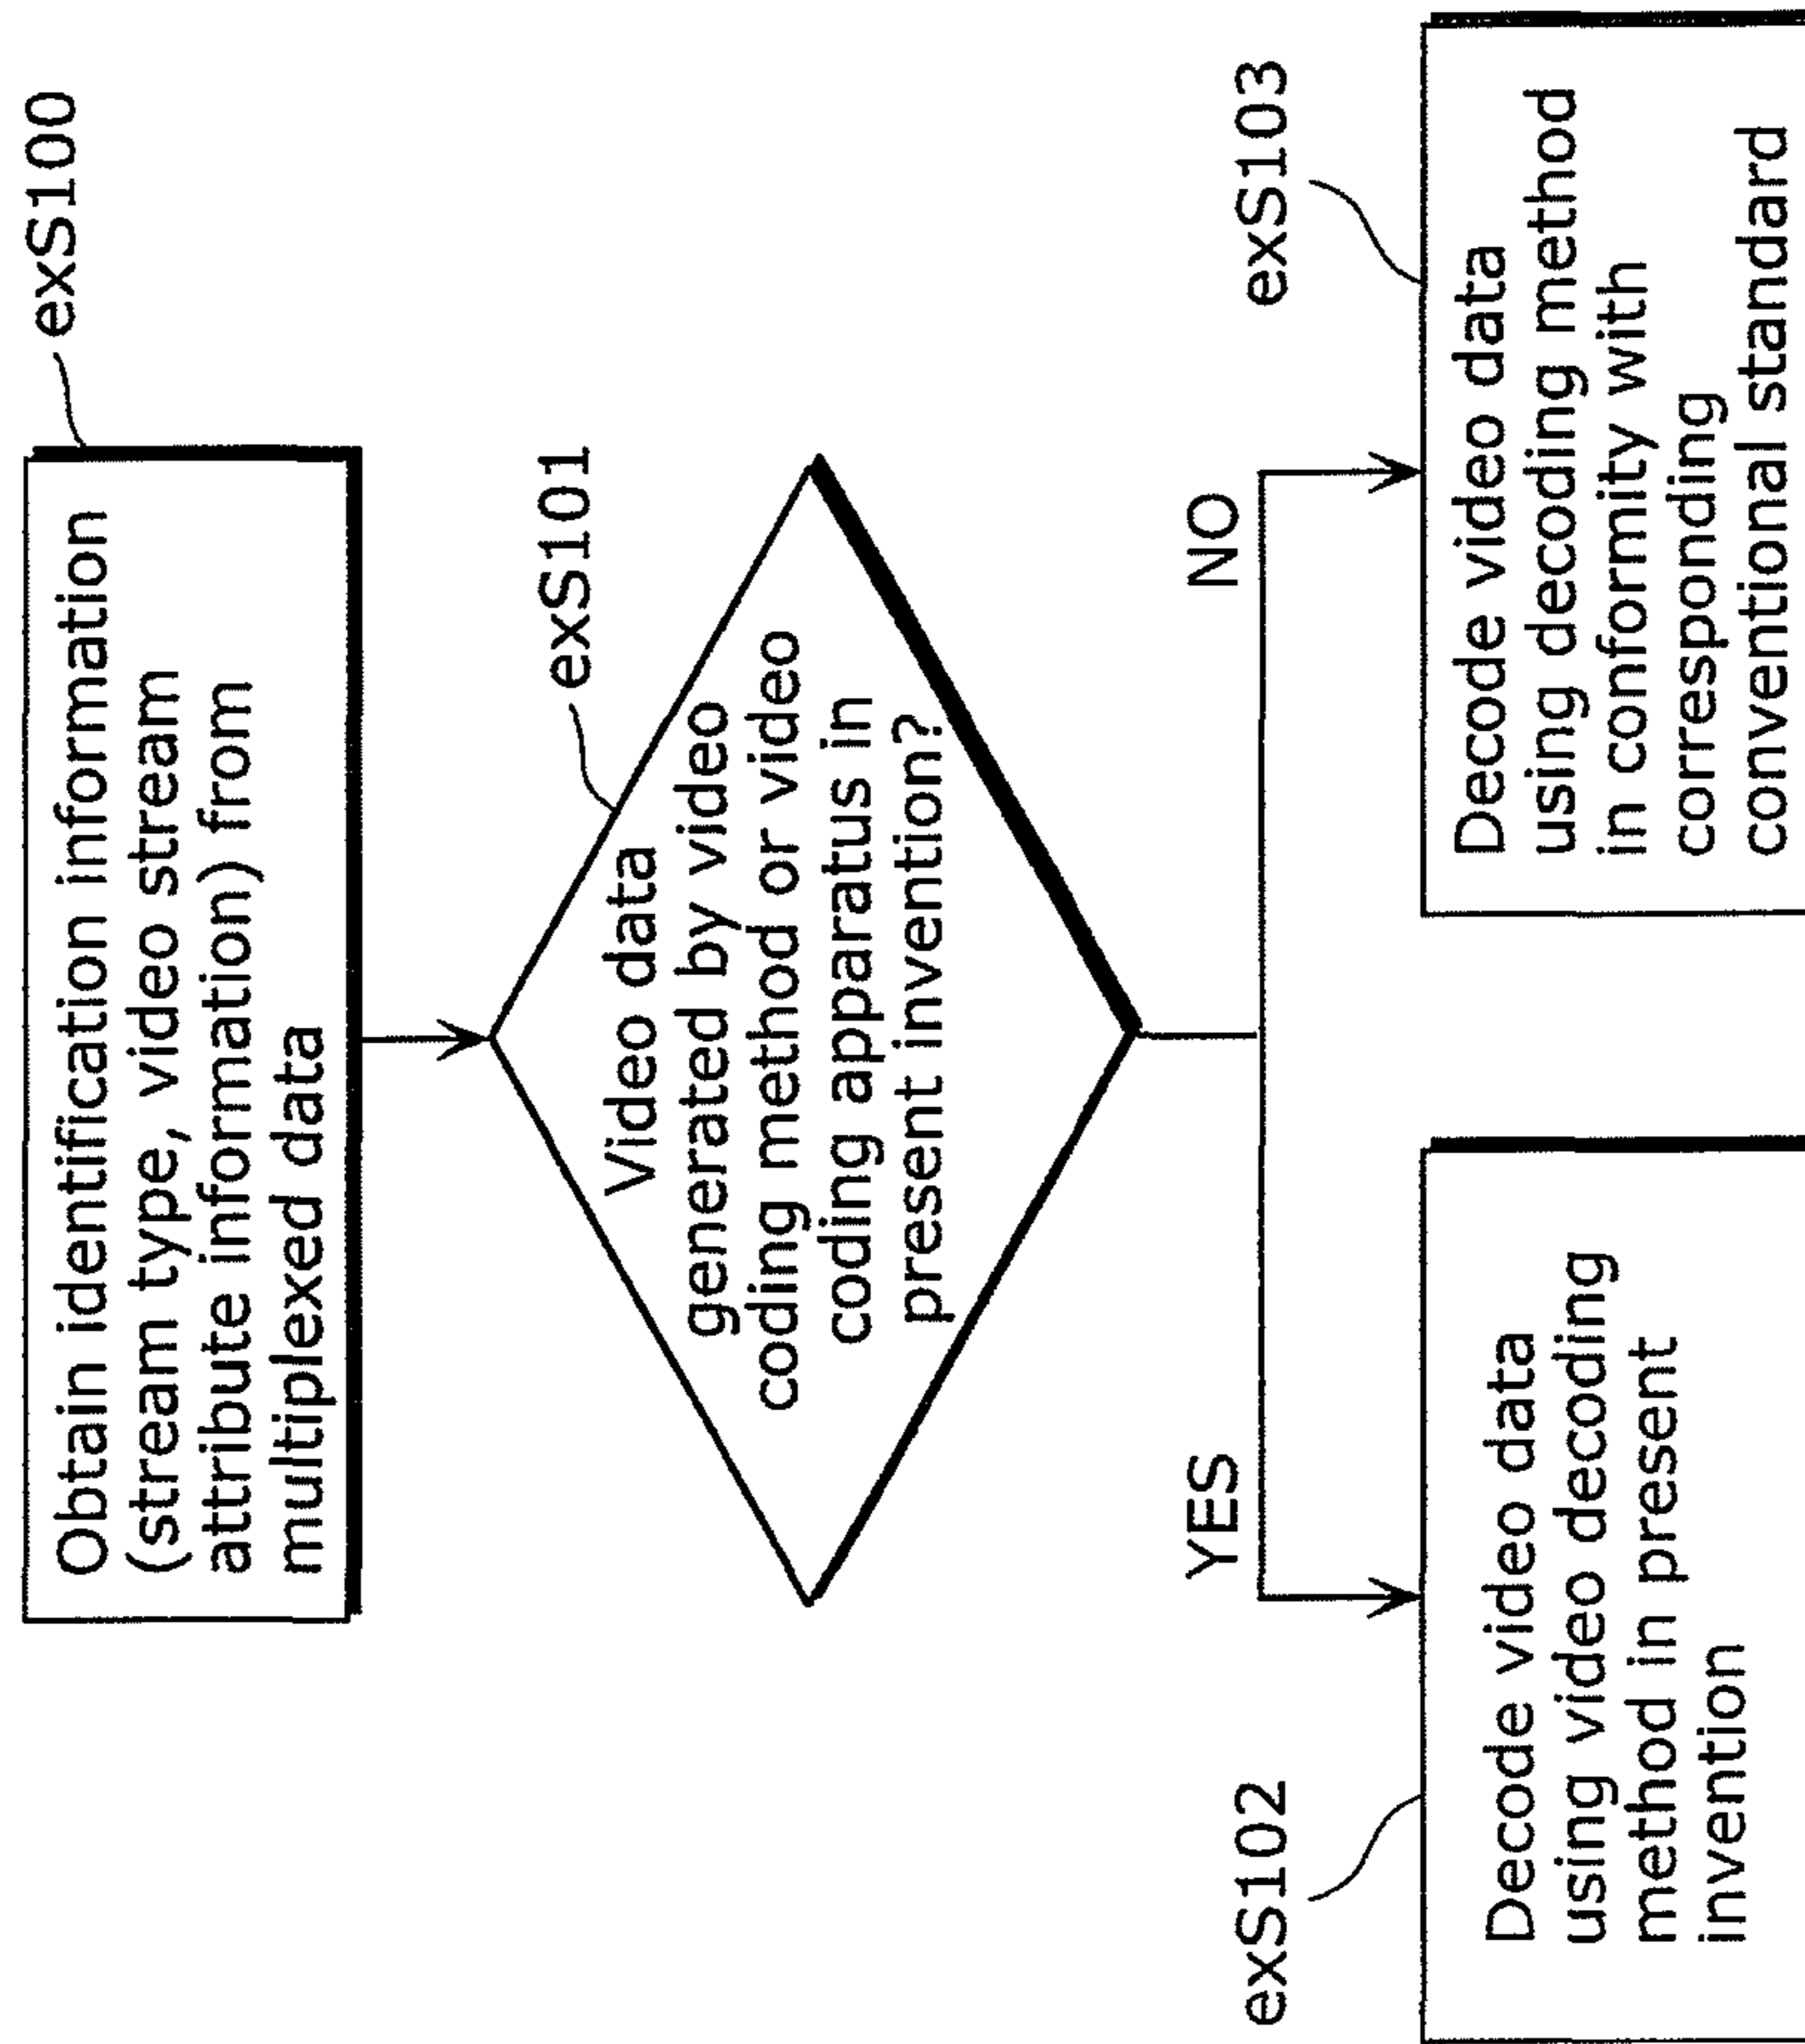 exS100
Obtain identification information
(stream type, video stream
attribute information) from
multiplexed data
exS101
Video data
generated by video
coding method or video
coding apparatus in
present invention?
YES
NO
exS102
Decode video data
using video decoding
method in present
invention
exS103
Decode video data
using decoding method
in conformity with
corresponding
conventional standard